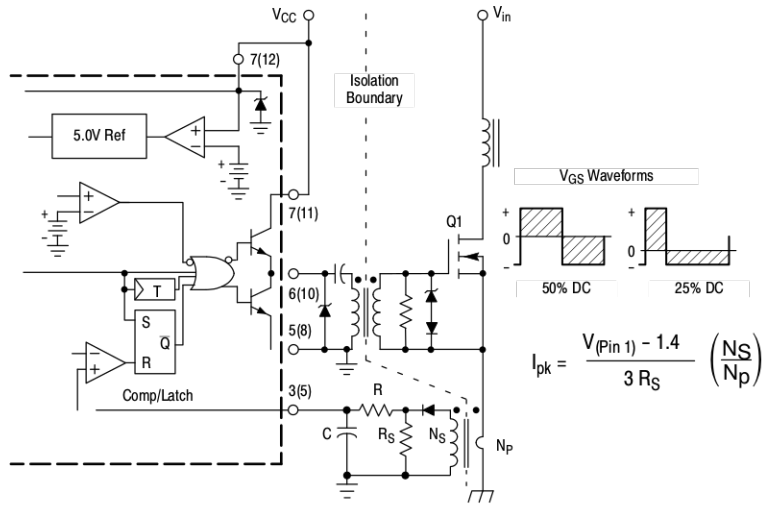 VCC
Vin
7(12)
Isolation
Boundary
5.0V Ref
+
−
+
−
VGS Waveforms
+
−
+
−
7(11)
Q1
+
0
−
+
0
−
6(10)
T
50% DC
25% DC
S
Q̅
R
5(8)
Ipk = V(Pin 1) − 1.4 / 3 RS (NS / NP)
−
+
Comp/Latch
3(5)
R
C
RS
NS
NP